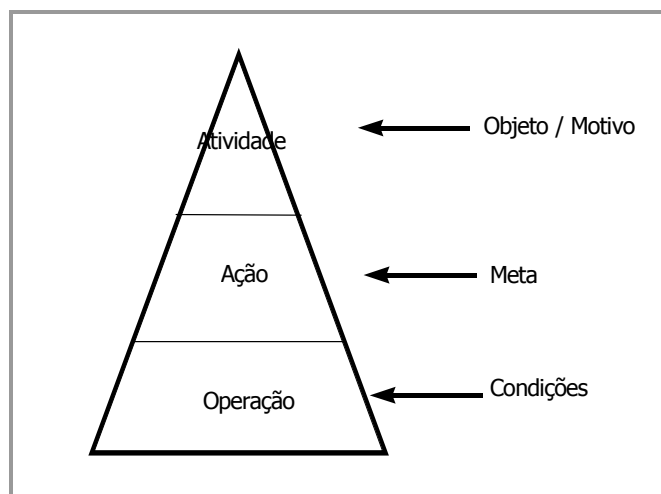 Atividade
Objeto / Motivo
Ação
Meta
Operação
Condições